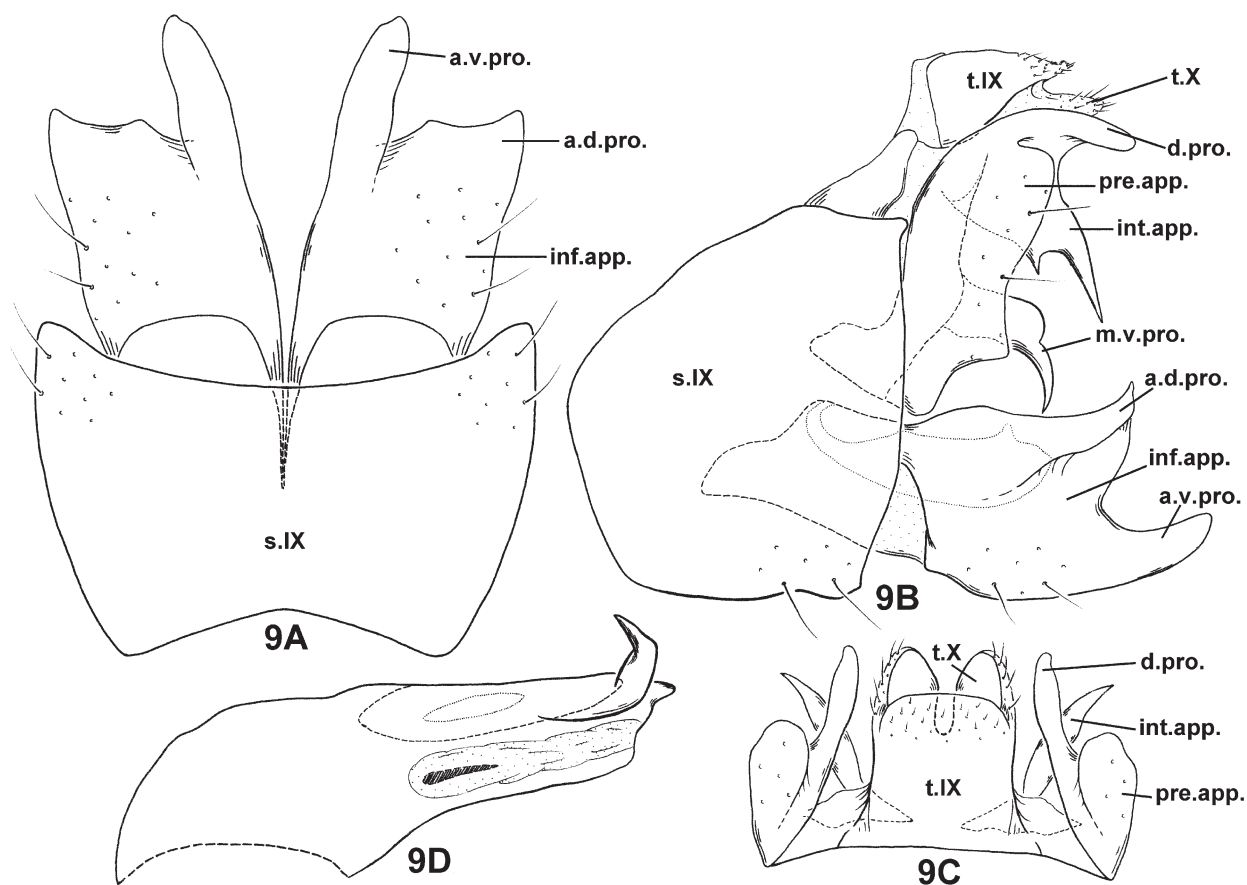 a.v.pro.
a.d.pro.
inf.app.
s.IX
9A
t.IX
t.X
d.pro.
pre.app.
int.app.
m.v.pro.
s.IX
a.d.pro.
inf.app.
a.v.pro.
9B
9D
t.X
d.pro.
int.app.
t.IX
pre.app.
9C